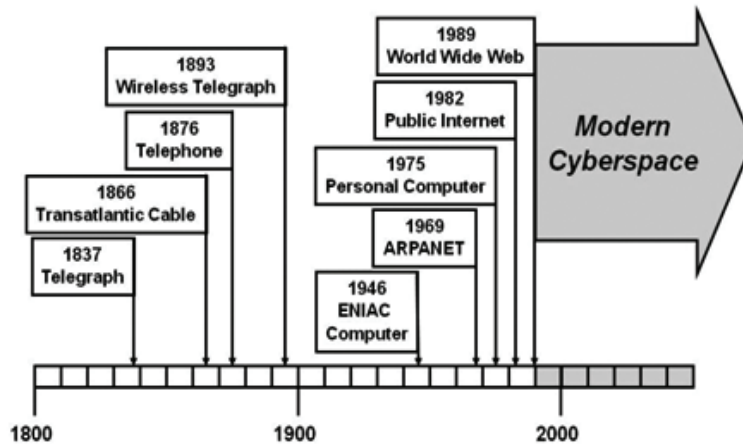 1989
World Wide Web
1893
Wireless Telegraph
1982
Public Internet
1876
Telephone
Modern
Cyberspace
1975
Personal Computer
1866
Transatlantic Cable
1969
ARPANET
1837
Telegraph
1946
ENIAC
Computer
1800
1900
2000